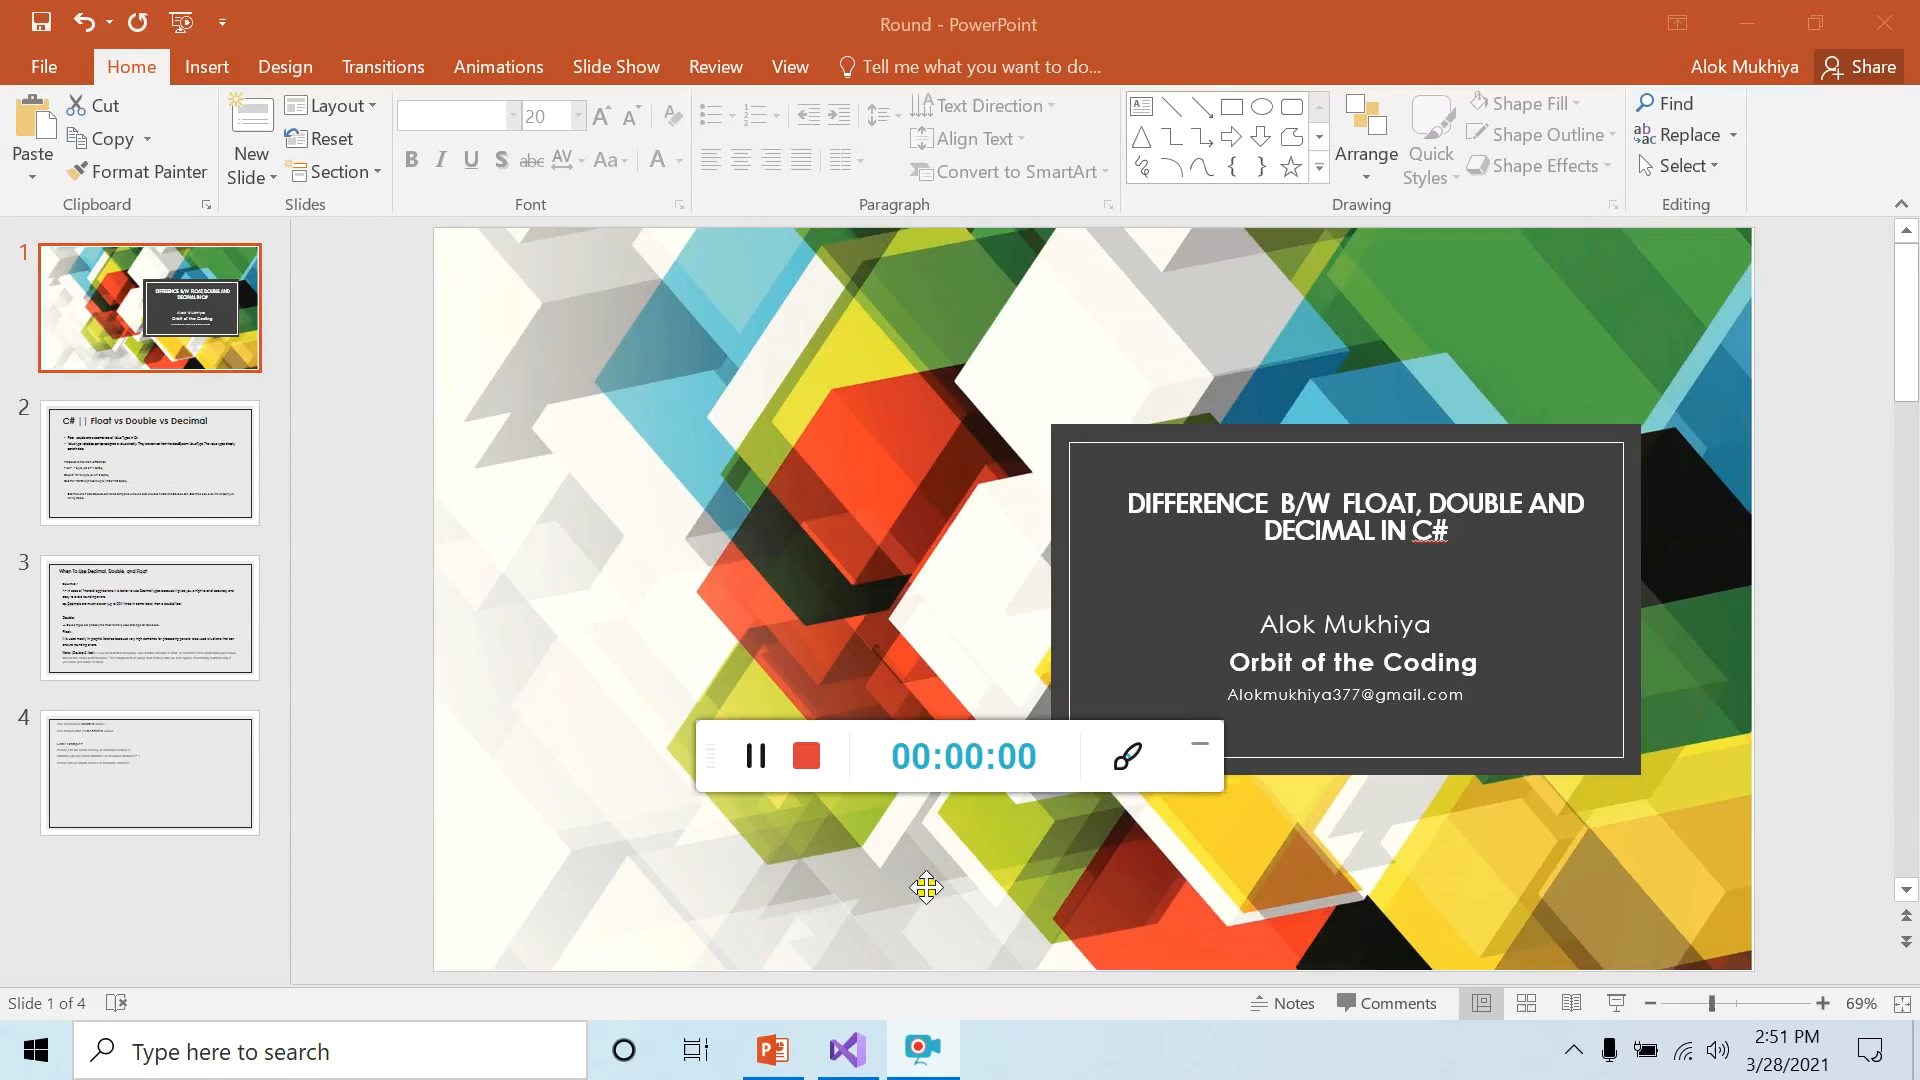 Round - PowerPoint
File Home Insert Design Transitions Animations Slide Show Review View Tell me what you want to do... Alok Mukhiya Share
Paste
Cut
Copy
Format Painter
Clipboard
New Slide
Layout
Reset
Section
Slides
20
B I U S abc AV Aa A
Font
Text Direction
Align Text
Convert to SmartArt
Paragraph
Arrange
Quick Styles
Shape Fill
Shape Outline
Shape Effects
Drawing
Find
Replace
Select
Editing
1
2
C# || Float vs Double vs Decimal
3
When To Use Decimal, Double, and Float
4
DIFFERENCE B/W FLOAT, DOUBLE AND
DECIMAL IN C#
Alok Mukhiya
Orbit of the Coding
Alokmukhiya377@gmail.com
00:00:00
Slide 1 of 4
Notes Comments 69%
Type here to search
2:51 PM
3/28/2021